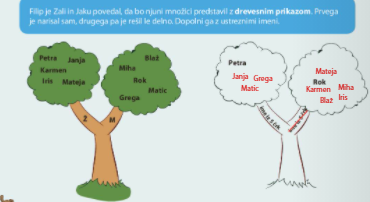 Filip je Zali in Jaku povedal, da bo njuni množici predstavil z drevesnim prikazom. Prvega
je narisal sam, drugega pa je rešil le delno. Dopolni ga z ustreznimi imeni.
Petra Janja
Karmen
Iris Mateja
Blaž
Miha
Rok
Matic
Grega
Ž M
Petra
Janja Grega
Matic
Mateja
Rok
Karmen Miha
Blaž Iris